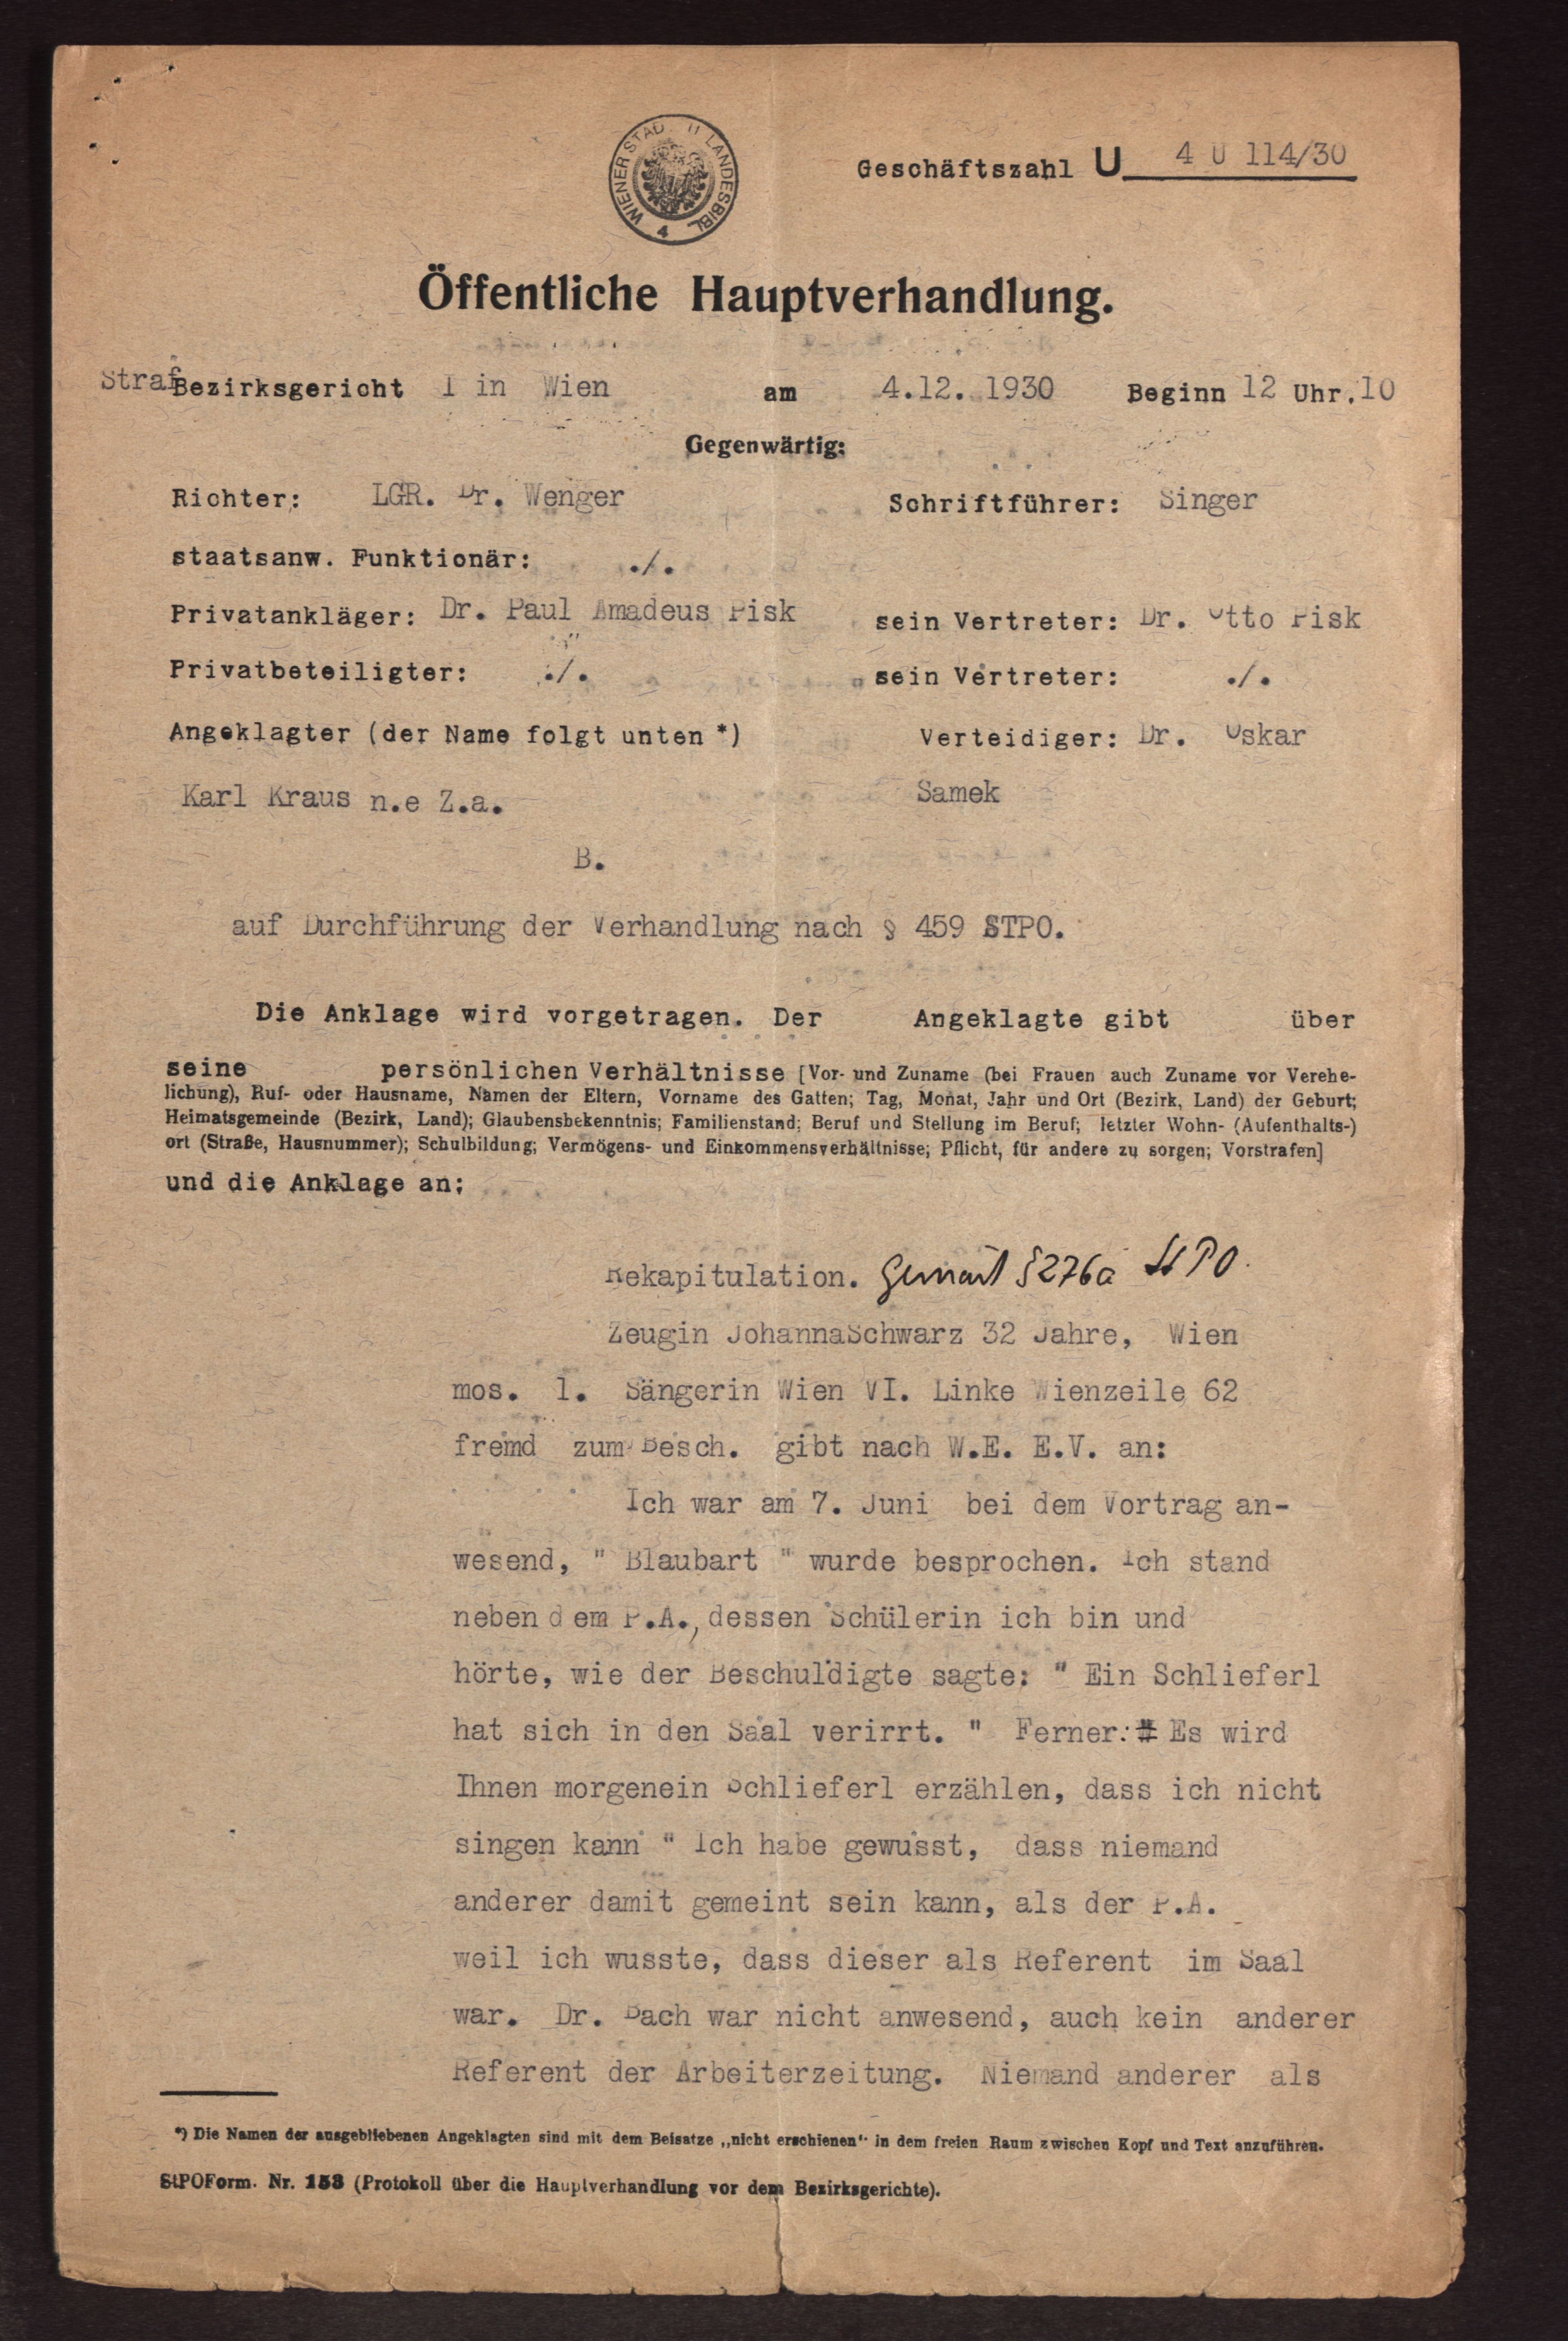 WIENER STADT U LANDESBIBL
4
Geschäftszahl U 4 U 114/30
Öffentliche Hauptverhandlung.
StrafBezirksgericht I in Wien am 4.12. 1930 Beginn 12 Uhr.10
Gegenwärtig:
Richter: LGR. Dr. Wenger Schriftführer: Singer
staatsanw. Funktionär: ./.
Privatankläger: Dr. Paul Amadeus Pisk sein Vertreter: Dr. Otto Pisk
Privatbeteiligter: ./. sein Vertreter: ./.
Angeklagter (der Name folgt unten *) Verteidiger: Dr. Oskar
Karl Kraus n.e Z.a. Samek
B.
auf Durchführung der Verhandlung nach § 459 STPO.
Die Anklage wird vorgetragen. Der Angeklagte gibt über
seine persönlichen Verhältnisse [Vor- und Zuname (bei Frauen auch Zuname vor Verehe-
lichung), Ruf- oder Hausname, Namen der Eltern, Vorname des Gatten; Tag, Monat, Jahr und Ort (Bezirk, Land) der Geburt;
Heimatsgemeinde (Bezirk, Land); Glaubensbekenntnis; Familienstand; Beruf und Stellung im Beruf; letzter Wohn- (Aufenthalts-)
ort (Straße, Hausnummer); Schulbildung; Vermögens- und Einkommensverhältnisse; Pflicht, für andere zu sorgen; Vorstrafen]
und die Anklage an:
Rekapitulation. Gemäß §276a StPO.
Zeugin JohannaSchwarz 32 Jahre, Wien
mos. l. Sängerin Wien VI. Linke Wienzeile 62
fremd zum Besch. gibt nach W.E. E.V. an:
Ich war am 7. Juni bei dem Vortrag an-
wesend, " Blaubart " wurde besprochen. Ich stand
neben d em P.A., dessen Schülerin ich bin und
hörte, wie der Beschuldigte sagte: " Ein Schlieferl
hat sich in den Saal verirrt. " Ferner: " Es wird
Ihnen morgenein Schlieferl erzählen, dass ich nicht
singen kann " Ich habe gewusst, dass niemand
anderer damit gemeint sein kann, als der P.A.
weil ich wusste, dass dieser als Referent im Saal
war. Dr. Bach war nicht anwesend, auch kein anderer
Referent der Arbeiterzeitung. Niemand anderer als
*) Die Namen der ausgebliebenen Angeklagten sind mit dem Beisatze „nicht erschienen" in dem freien Raum zwischen Kopf und Text anzuführen.
StPOForm. Nr. 153 (Protokoll über die Hauptverhandlung vor dem Bezirksgerichte).